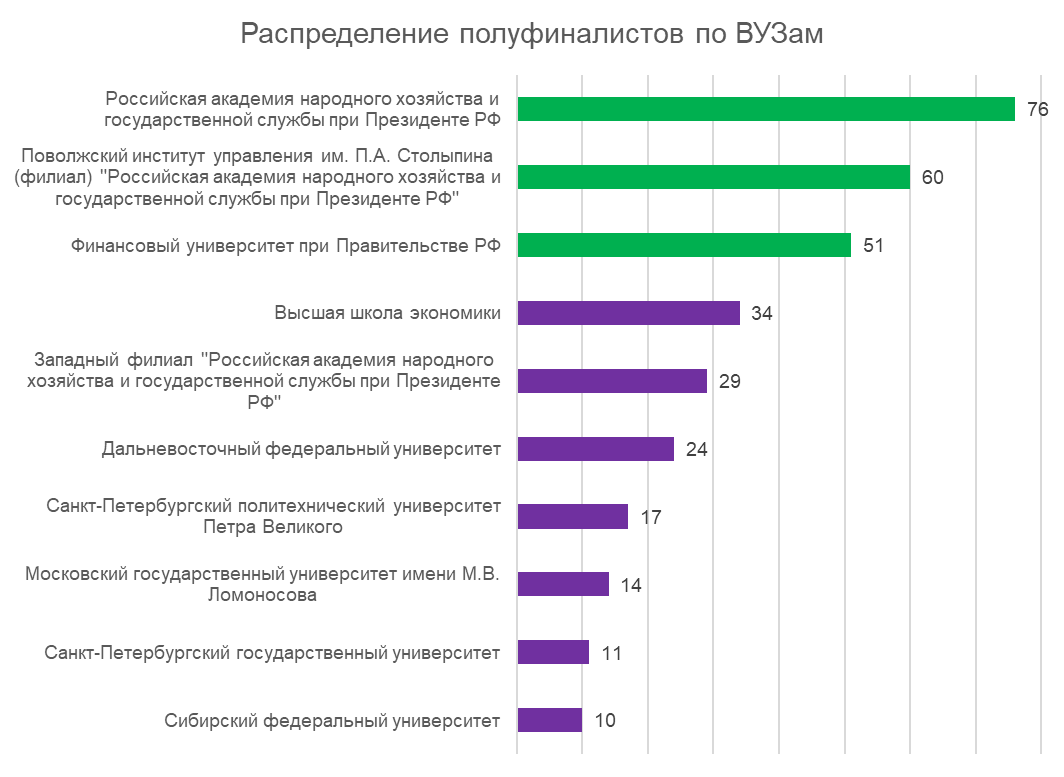 Распределение полуфиналистов по ВУЗам
Российская академия народного хозяйства и
государственной службы при Президенте РФ
76
Поволжский институт управления им. П.А. Столыпина
(филиал) "Российская академия народного хозяйства и
государственной службы при Президенте РФ"
60
Финансовый университет при Правительстве РФ
51
Высшая школа экономики
34
Западный филиал "Российская академия народного
хозяйства и государственной службы при Президенте
РФ"
29
Дальневосточный федеральный университет
24
Санкт-Петербургский политехнический университет
Петра Великого
17
Московский государственный университет имени М.В.
Ломоносова
14
Санкт-Петербургский государственный университет
11
Сибирский федеральный университет
10